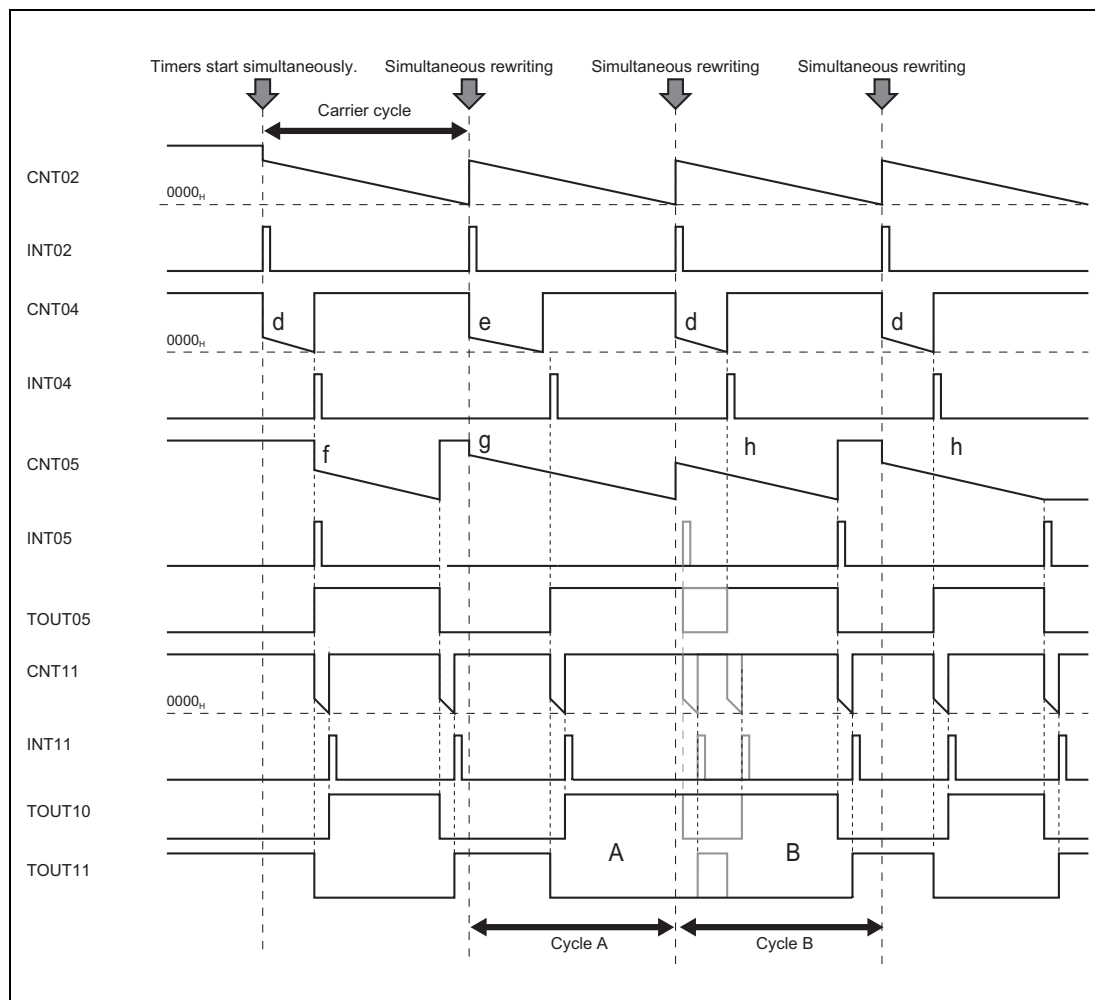 Timers start simultaneously. Simultaneous rewriting Simultaneous rewriting Simultaneous rewriting
Carrier cycle
CNT02
0000H
INT02
CNT04
d e d d
0000H
INT04
CNT05
f g h h
INT05
TOUT05
CNT11
0000H
INT11
TOUT10
A B
TOUT11
Cycle A Cycle B